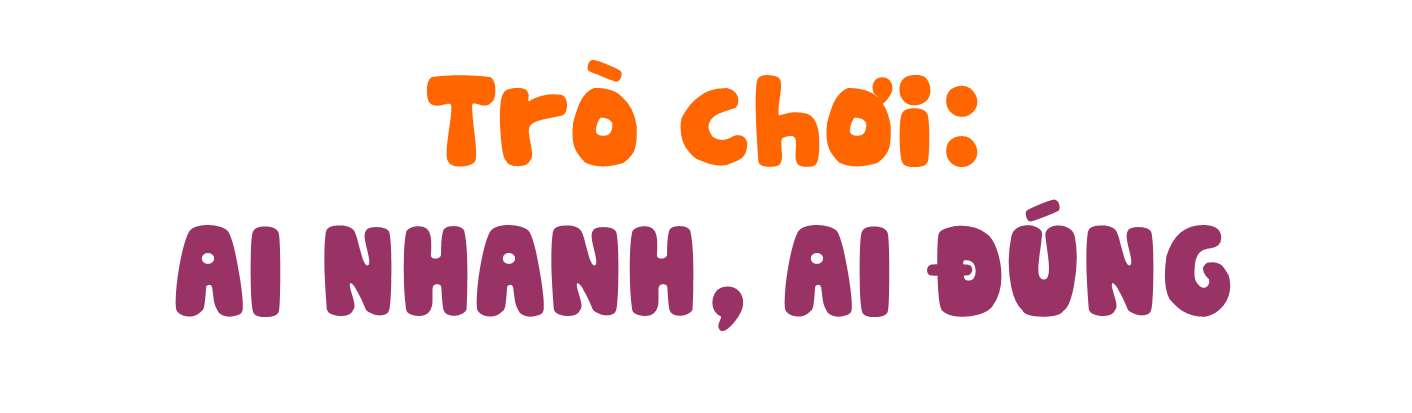 Trò chơi:
AI NHANH, AI ĐÚNG